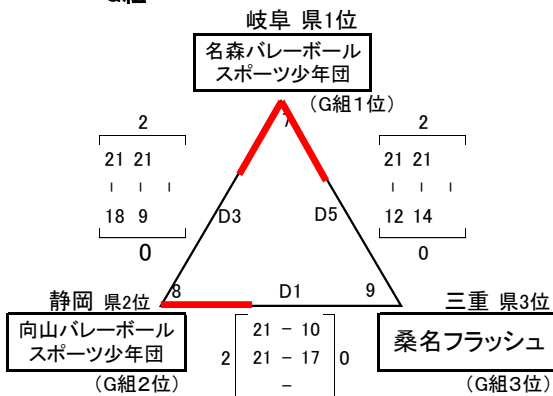 G組
岐阜 県1位
名森バレーボール
スポーツ少年団
(G組1位)
7
2
21 21
- - -
18 9
0
2
21 21
- - -
12 14
0
D3
D5
静岡 県2位
8
D1
9
三重 県3位
向山バレーボール
スポーツ少年団
(G組2位)
2
21 - 10
21 - 17
-
0
桑名フラッシュ
(G組3位)